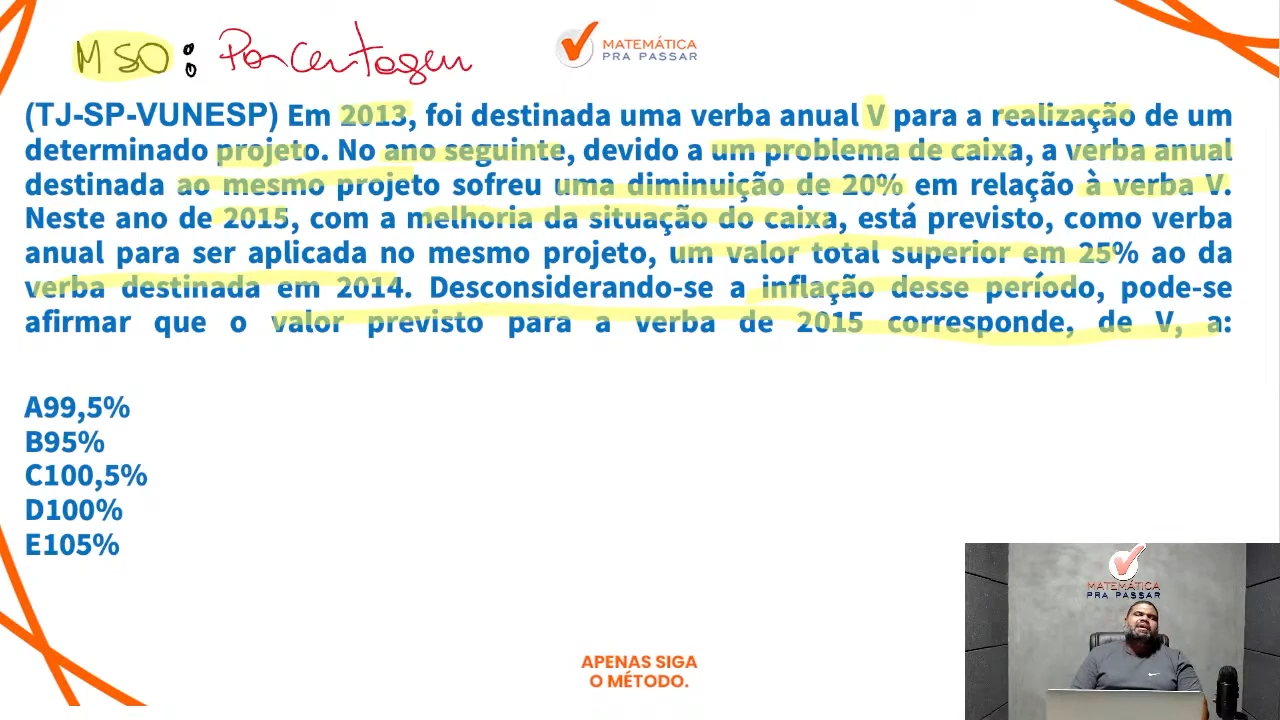 MSO: Porcentagem
MATEMÁTICA
PRA PASSAR
(TJ-SP-VUNESP) Em 2013, foi destinada uma verba anual V para a realização de um
determinado projeto. No ano seguinte, devido a um problema de caixa, a verba anual
destinada ao mesmo projeto sofreu uma diminuição de 20% em relação à verba V.
Neste ano de 2015, com a melhoria da situação do caixa, está previsto, como verba
anual para ser aplicada no mesmo projeto, um valor total superior em 25% ao da
verba destinada em 2014. Desconsiderando-se a inflação desse período, pode-se
afirmar que o valor previsto para a verba de 2015 corresponde, de V, a:
A99,5%
B95%
C100,5%
D100%
E105%
MATEMÁTICA
PRA PASSAR
APENAS SIGA
O MÉTODO.